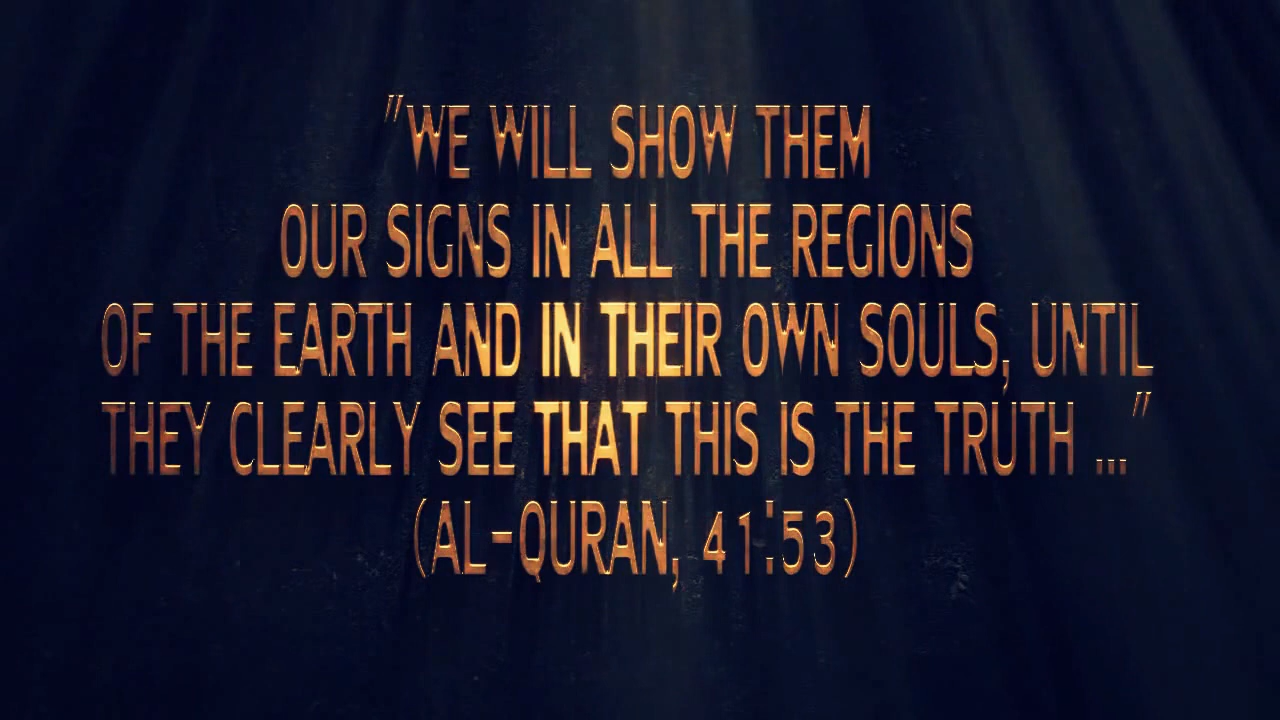 "WE WILL SHOW THEM
OUR SIGNS IN ALL THE REGIONS
OF THE EARTH AND IN THEIR OWN SOULS, UNTIL
THEY CLEARLY SEE THAT THIS IS THE TRUTH ..."
(AL-QURAN, 41:53)